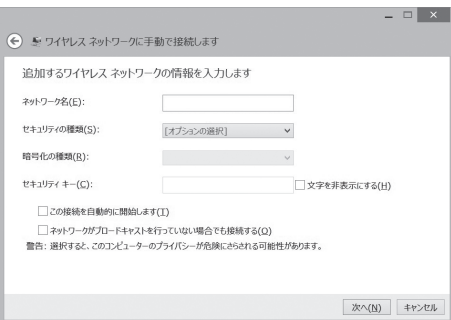 ワイヤレス ネットワークに手動で接続します
追加するワイヤレス ネットワークの情報を入力します
ネットワーク名(E):
セキュリティの種類(S): [オプションの選択]
暗号化の種類(R):
セキュリティ キー(C): 文字を非表示にする(H)
この接続を自動的に開始します(T)
ネットワークがブロードキャストを行っていない場合でも接続する(O)
警告: 選択すると、このコンピューターのプライバシーが危険にさらされる可能性があります。
次へ(N) キャンセル